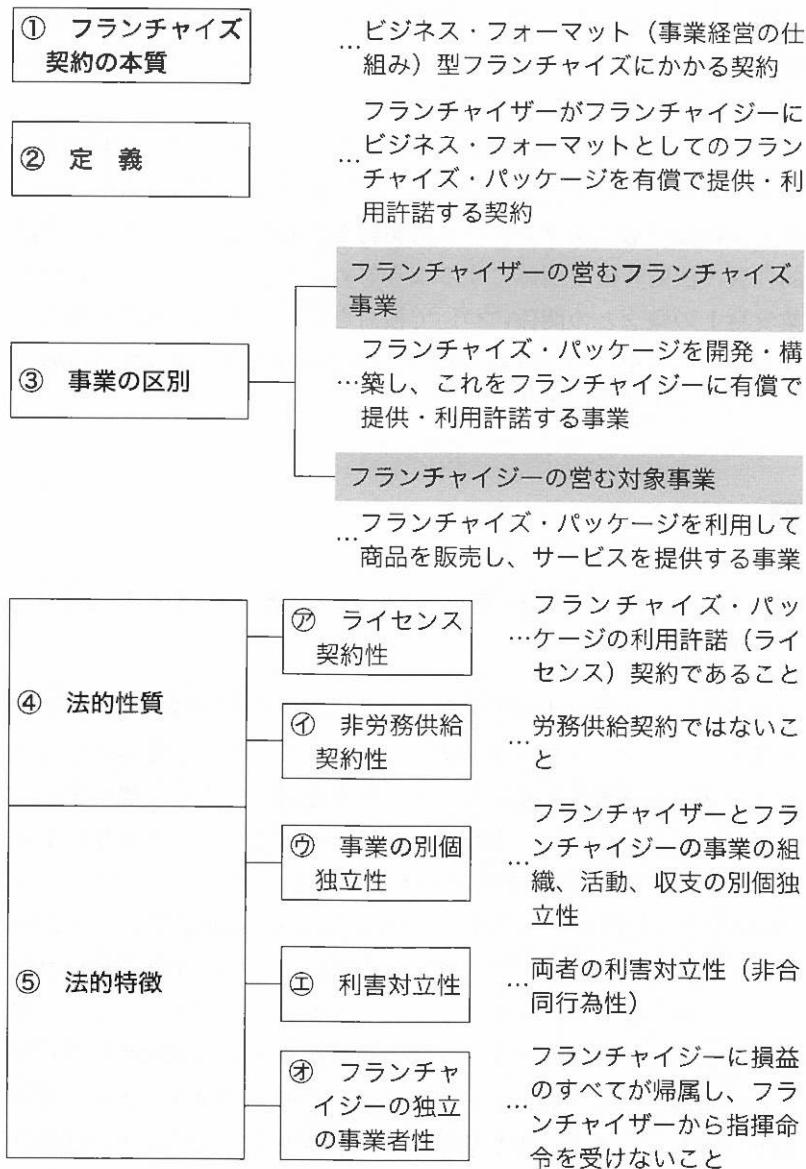 ① フランチャイズ
契約の本質
…ビジネス・フォーマット(事業経営の仕
組み)型フランチャイズにかかる契約
② 定 義
フランチャイザーがフランチャイジーに
…ビジネス・フォーマットとしてのフラン
チャイズ・パッケージを有償で提供・利
用許諾する契約
③ 事業の区別
フランチャイザーの営むフランチャイズ
事業
フランチャイズ・パッケージを開発・構
…築し、これをフランチャイジーに有償で
提供・利用許諾する事業
フランチャイジーの営む対象事業
…フランチャイズ・パッケージを利用して
商品を販売し、サービスを提供する事業
④ 法的性質
㋐ ライセンス
契約性
フランチャイズ・パッ
…ケージの利用許諾(ライ
センス)契約であること
㋑ 非労務供給
契約性
…労務供給契約ではないこ
と
⑤ 法的特徴
㋒ 事業の別個
独立性
フランチャイザーとフラ
…ンチャイジーの事業の組
織、活動、収支の別個独
立性
㋓ 利害対立性
…両者の利害対立性(非合
同行為性)
㋔ フランチャ
イジーの独立
の事業者性
フランチャイジーに損益
のすべてが帰属し、フラ
…ンチャイザーから指揮命
令を受けないこと